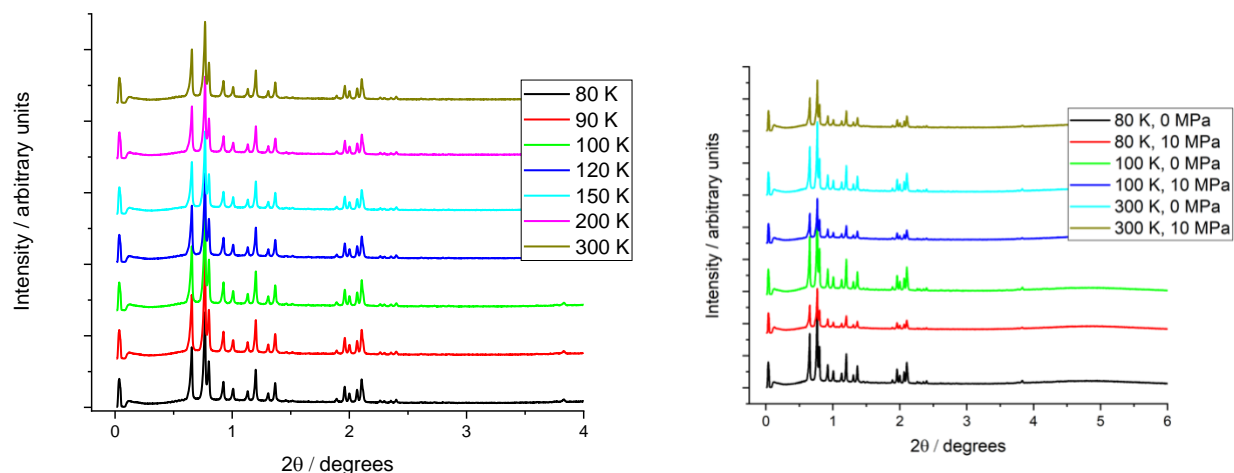 Intensity / arbitrary units
80 K
90 K
100 K
120 K
150 K
200 K
300 K
0
1
2
3
4
2θ / degrees
Intensity / arbitrary units
80 K, 0 MPa
80 K, 10 MPa
100 K, 0 MPa
100 K, 10 MPa
300 K, 0 MPa
300 K, 10 MPa
0
1
2
3
4
5
6
2θ / degrees